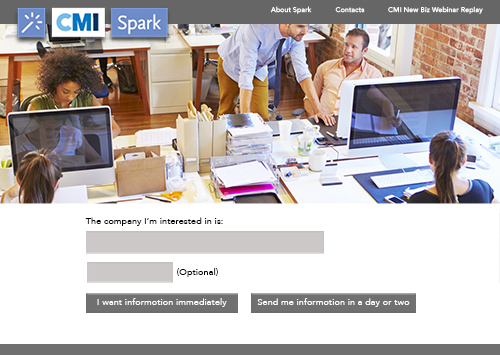 CMI Spark
About Spark Contacts CMI New Biz Webinar Replay
The company I'm interested in is:
(Optional)
I want information immediately Send me information in a day or two